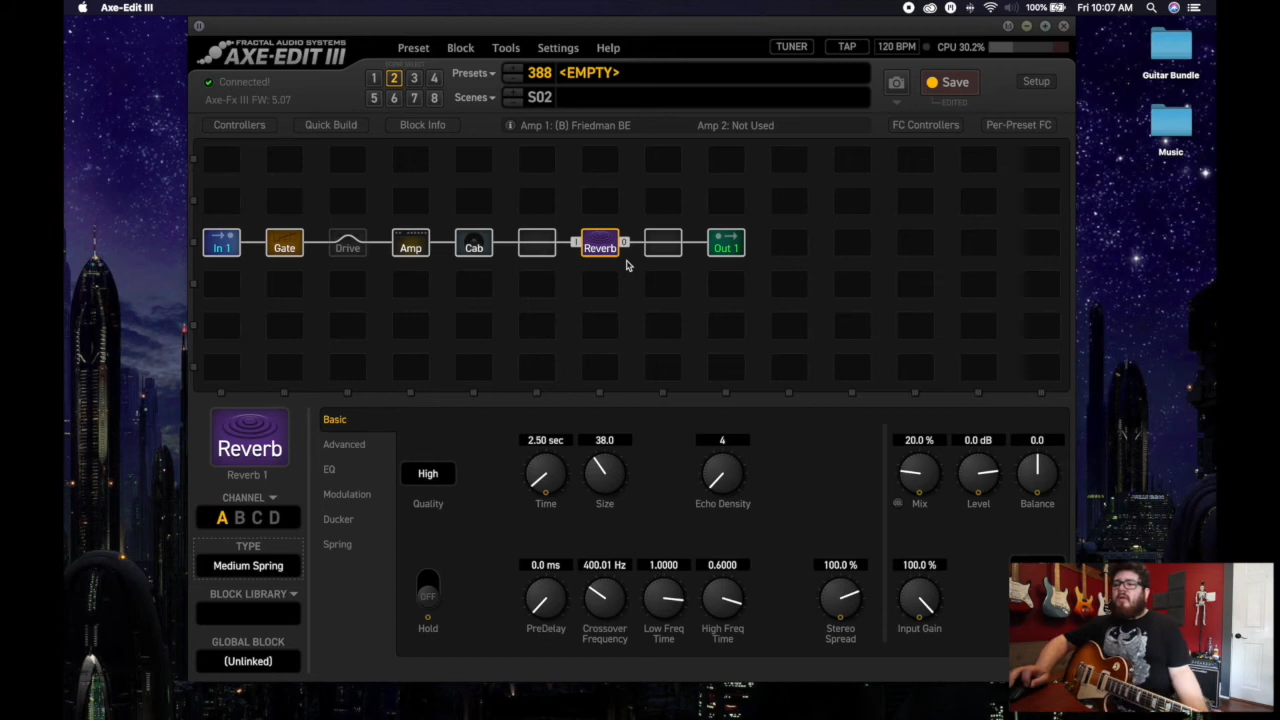 Axe-Edit III
100%
Fri 10:07 AM
FRACTAL AUDIO SYSTEMS
AXE-EDIT III
Preset
Block
Tools
Settings
Help
TUNER
TAP
120 BPM
CPU 30.2%
Connected!
Axe-Fx III FW: 5.07
SCENE SELECT
1 2 3 4
5 6 7 8
Presets
388 <EMPTY>
Scenes
S02
Save
EDITED
Setup
Controllers
Quick Build
Block Info
Amp 1: (B) Friedman BE
Amp 2: Not Used
FC Controllers
Per-Preset FC
Guitar Bundle
Music
In 1
Gate
Drive
Amp
Cab
I
Reverb
O
Out 1
Reverb
Reverb 1
CHANNEL
A B C D
TYPE
Medium Spring
BLOCK LIBRARY
GLOBAL BLOCK
(Unlinked)
Basic
Advanced
EQ
Modulation
Ducker
Spring
High
Quality
2.50 sec
Time
38.0
Size
4
Echo Density
20.0 %
Mix
0.0 dB
Level
0.0
Balance
OFF
Hold
0.0 ms
PreDelay
400.01 Hz
Crossover
Frequency
1.0000
Low Freq
Time
0.6000
High Freq
Time
100.0 %
Stereo
Spread
100.0 %
Input Gain